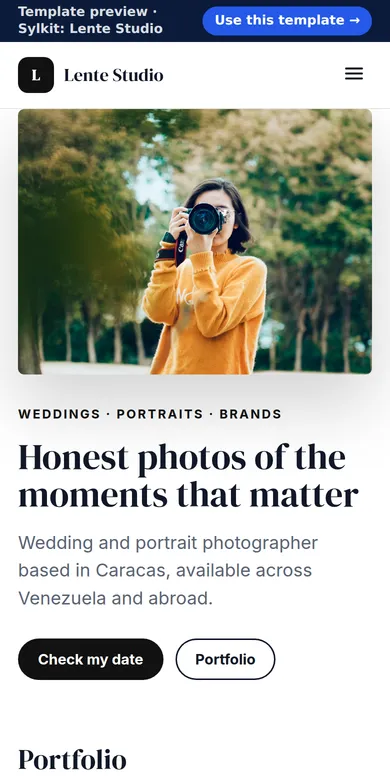 Template preview ·
Sylkit: Lente Studio
Use this template →
L
Lente Studio
WEDDINGS · PORTRAITS · BRANDS
Honest photos of the
moments that matter
Wedding and portrait photographer
based in Caracas, available across
Venezuela and abroad.
Check my date
Portfolio
Portfolio